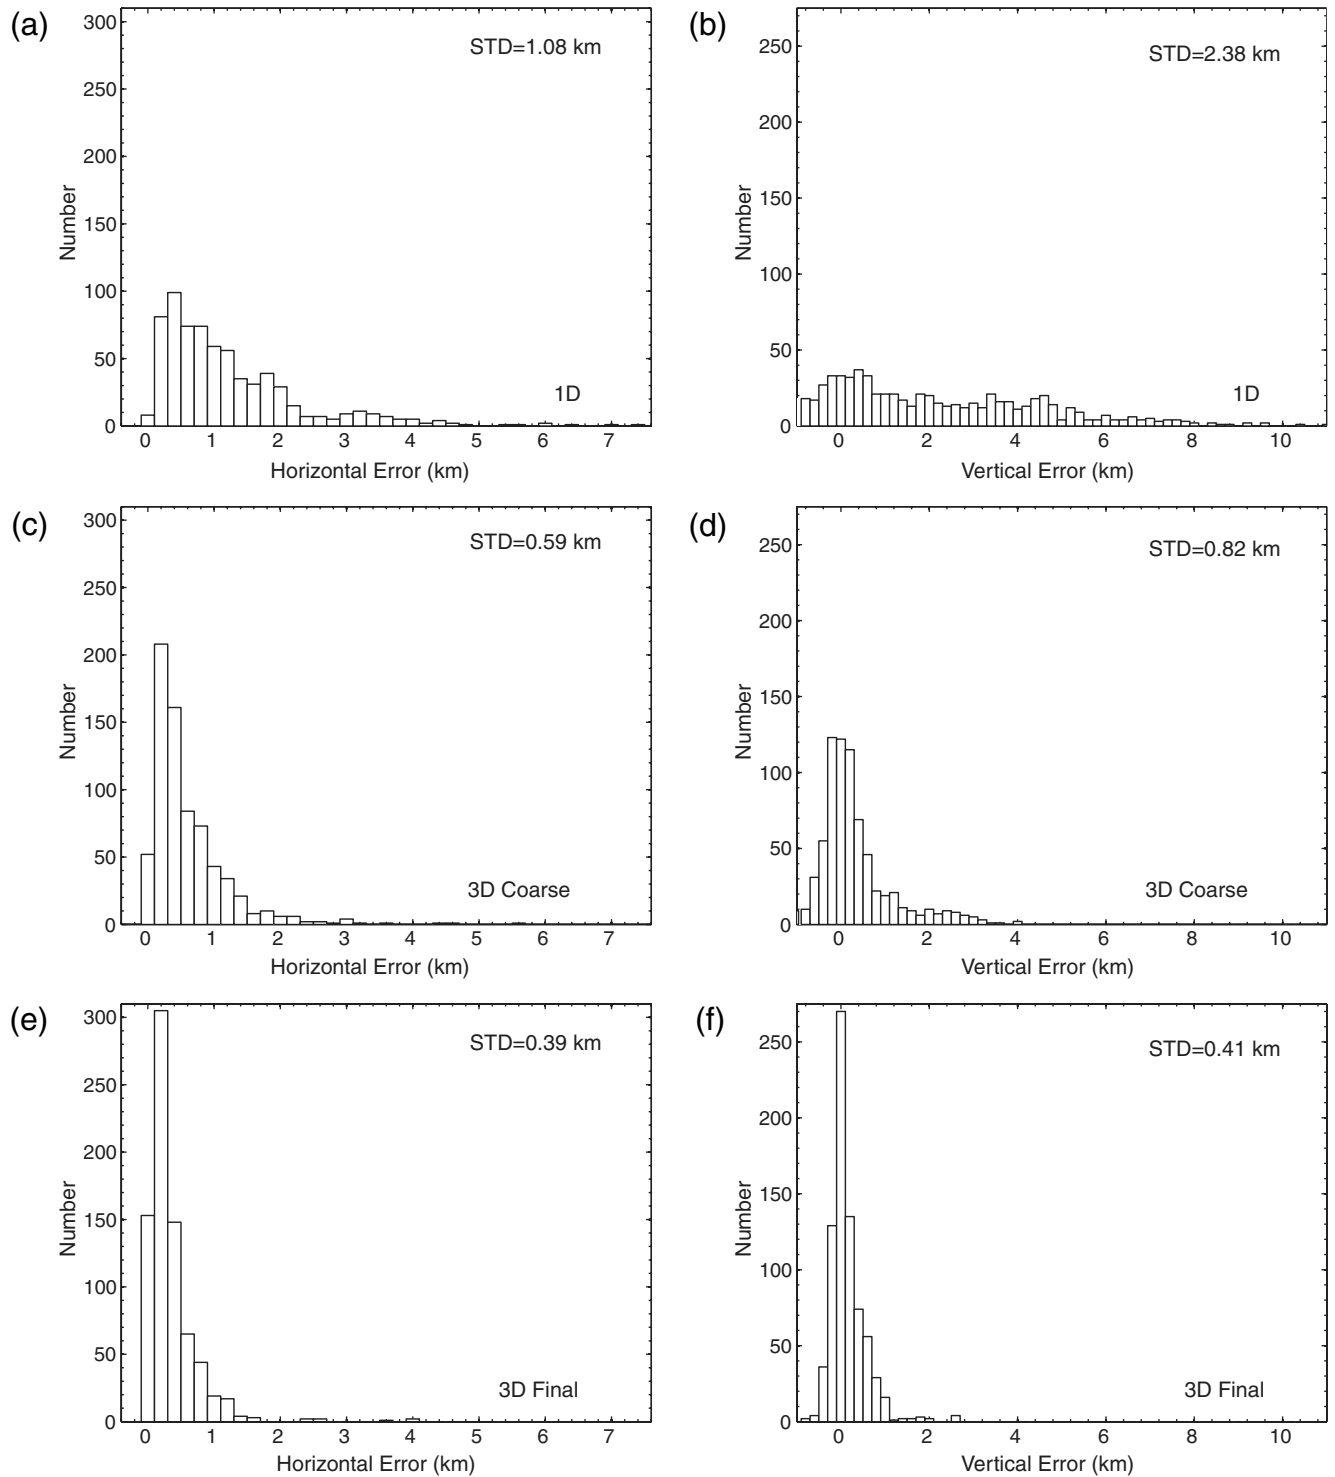 (a)
STD=1.08 km
1D
Number
300
250
200
150
100
50
0
0 1 2 3 4 5 6 7
Horizontal Error (km)
(b)
STD=2.38 km
1D
Number
250
200
150
100
50
0
0 2 4 6 8 10
Vertical Error (km)
(c)
STD=0.59 km
3D Coarse
Number
300
250
200
150
100
50
0
0 1 2 3 4 5 6 7
Horizontal Error (km)
(d)
STD=0.82 km
3D Coarse
Number
250
200
150
100
50
0
0 2 4 6 8 10
Vertical Error (km)
(e)
STD=0.39 km
3D Final
Number
300
250
200
150
100
50
0
0 1 2 3 4 5 6 7
Horizontal Error (km)
(f)
STD=0.41 km
3D Final
Number
250
200
150
100
50
0
0 2 4 6 8 10
Vertical Error (km)